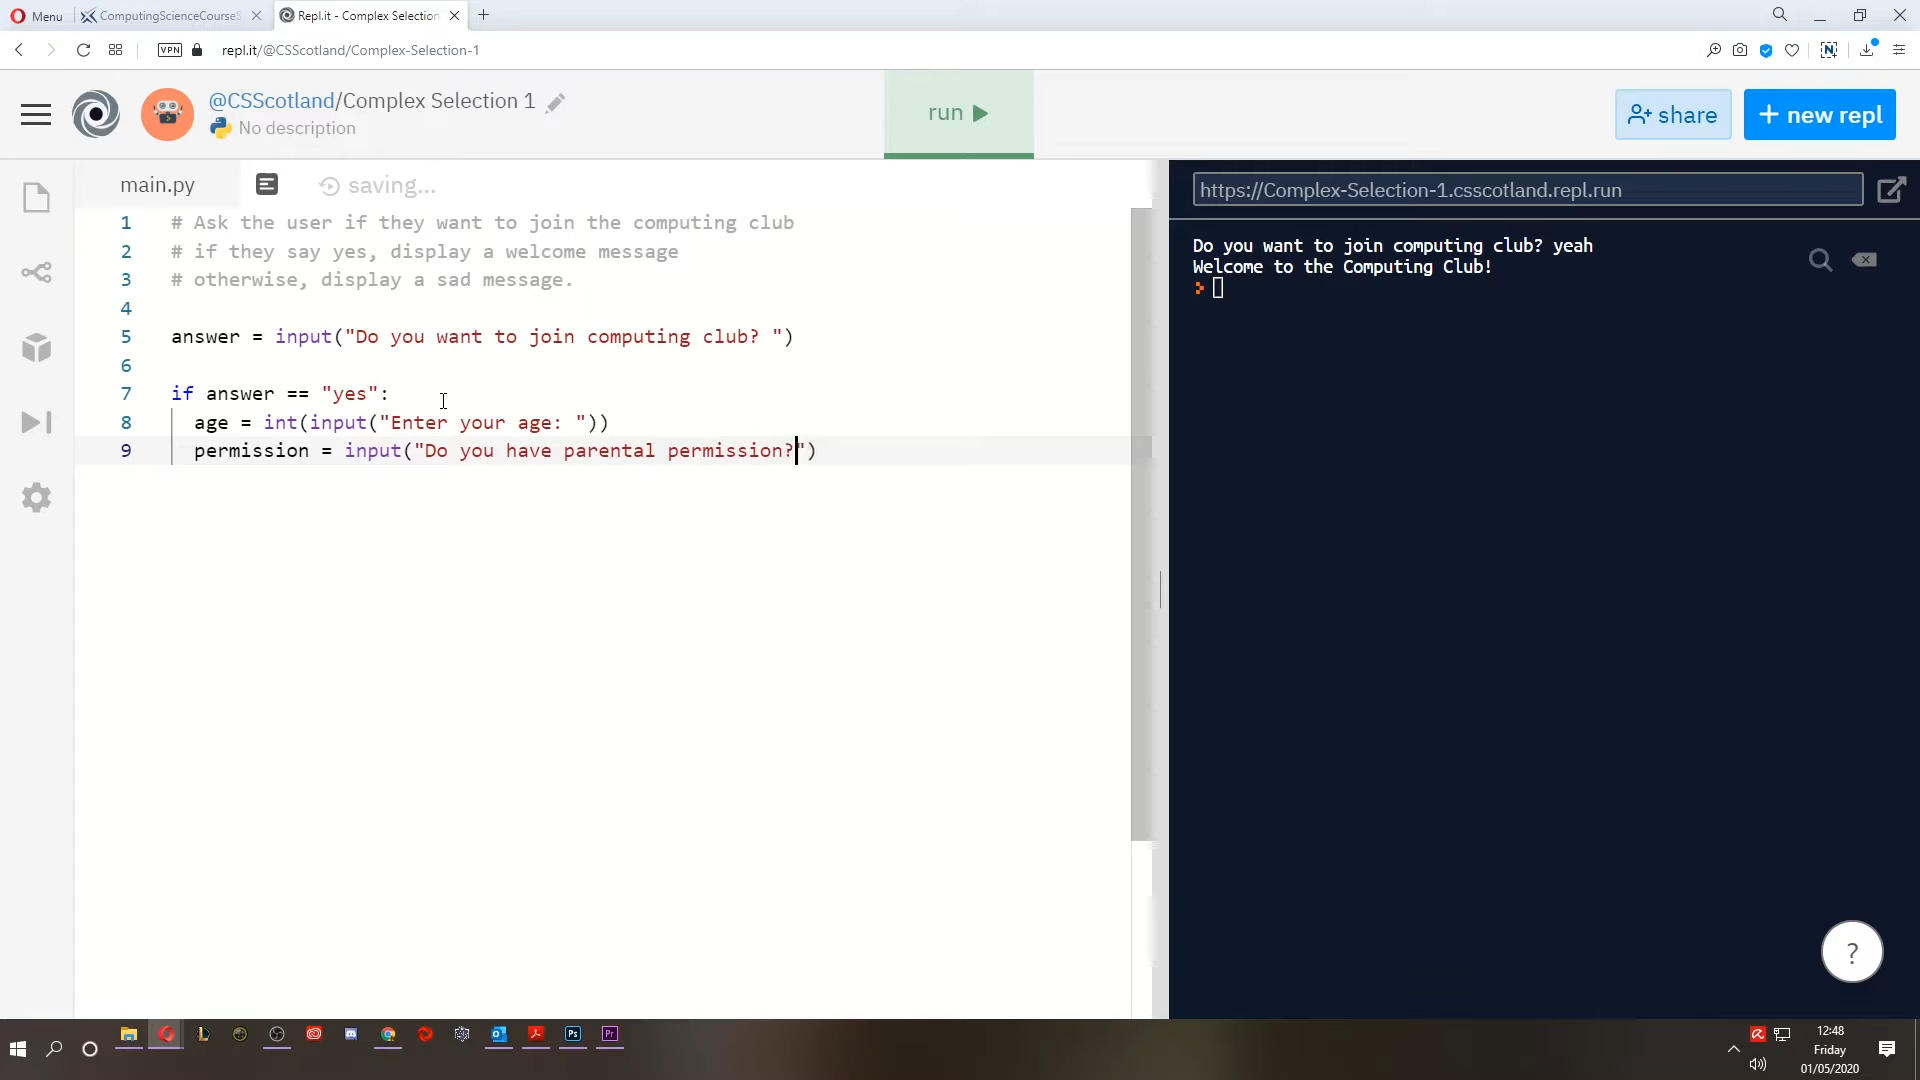 Menu
ComputingScienceCourseS
Repl.it - Complex Selection
VPN
repl.it/@CSScotland/Complex-Selection-1
@CSScotland/Complex Selection 1
No description
run
share
+ new repl
main.py
saving...
https://Complex-Selection-1.csscotland.repl.run
1 # Ask the user if they want to join the computing club
2 # if they say yes, display a welcome message
3 # otherwise, display a sad message.
4
5 answer = input("Do you want to join computing club? ")
6
7 if answer == "yes":
8 age = int(input("Enter your age: "))
9 permission = input("Do you have parental permission?")
Do you want to join computing club? yeah
Welcome to the Computing Club!
>
?
Ps
Pr
12:48
Friday
01/05/2020